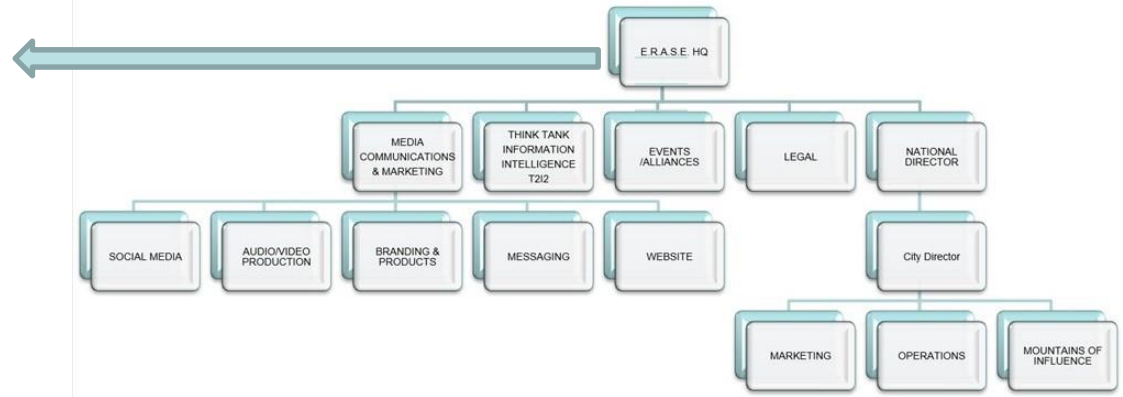 E.R.A.S.E. HQ
MEDIA
COMMUNICATIONS
& MARKETING
THINK TANK
INFORMATION
INTELLIGENCE
T2I2
EVENTS
/ALLIANCES
LEGAL
NATIONAL
DIRECTOR
SOCIAL MEDIA
AUDIO/VIDEO
PRODUCTION
BRANDING &
PRODUCTS
MESSAGING
WEBSITE
City Director
MARKETING
OPERATIONS
MOUNTAINS OF
INFLUENCE